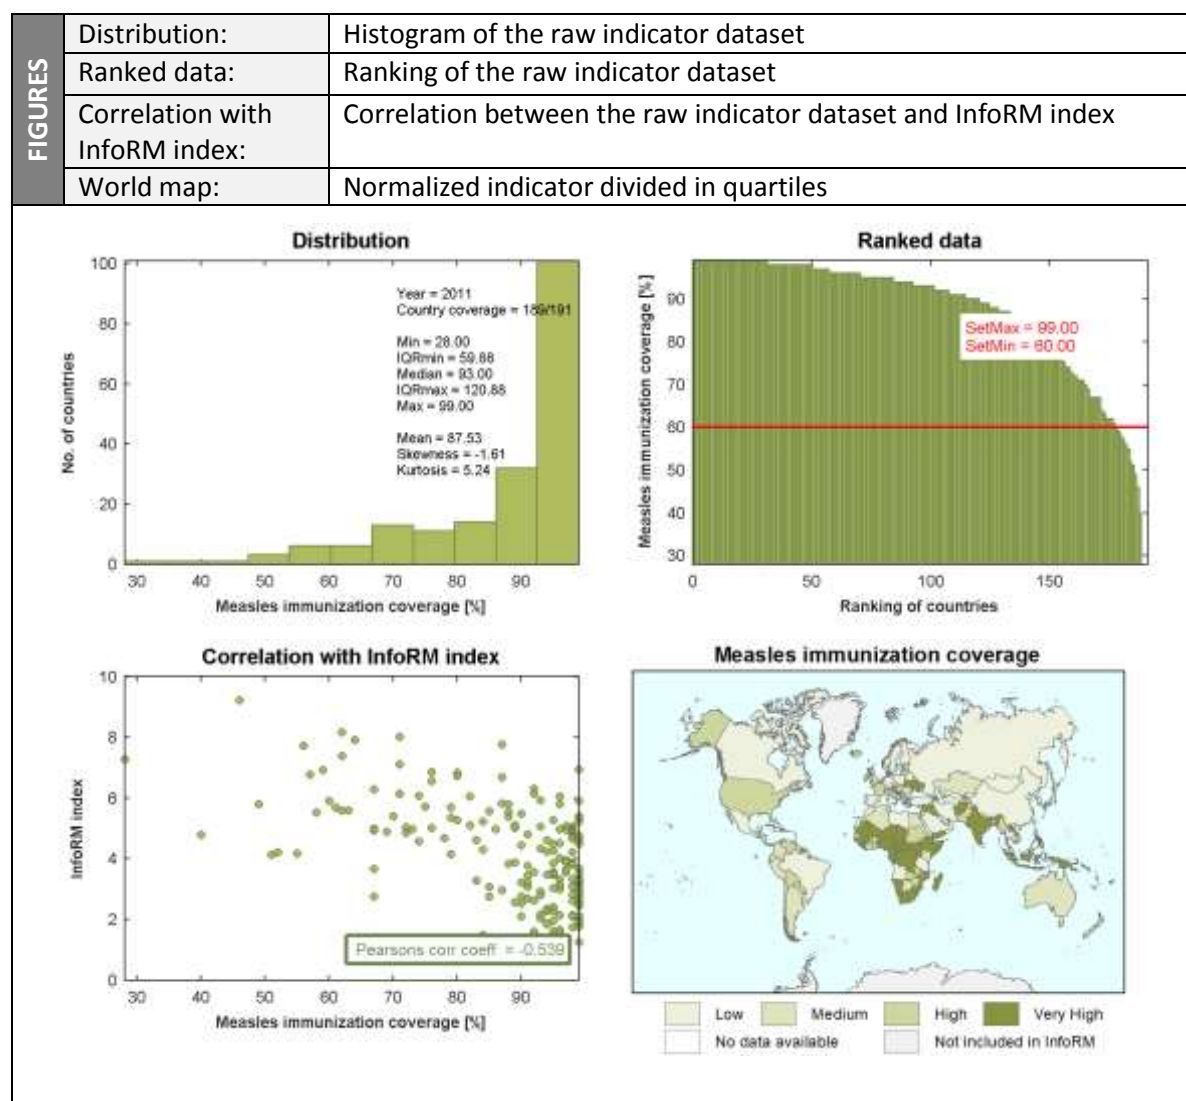 FIGURES
Distribution: Histogram of the raw indicator dataset
Ranked data: Ranking of the raw indicator dataset
Correlation with Correlation between the raw indicator dataset and InfoRM index
InfoRM index:
World map: Normalized indicator divided in quartiles
Distribution
No. of countries
100
80
60
40
20
0
Year = 2011
Country coverage = 189/191
Min = 28.00
IQRmin = 59.88
Median = 93.00
IQRmax = 120.88
Max = 99.00
Mean = 87.53
Skewness = -1.61
Kurtosis = 5.24
30 40 50 60 70 80 90
Measles immunization coverage [%]
Ranked data
Measles immunization coverage [%]
90
80
70
60
50
40
30
SetMax = 99.00
SetMin = 60.00
0 50 100 150
Ranking of countries
Correlation with InfoRM index
InfoRM index
10
8
6
4
2
0
Pearsons corr coeff = -0.539
30 40 50 60 70 80 90
Measles immunization coverage [%]
Measles immunization coverage
Low Medium High Very High
No data available Not included in InfoRM